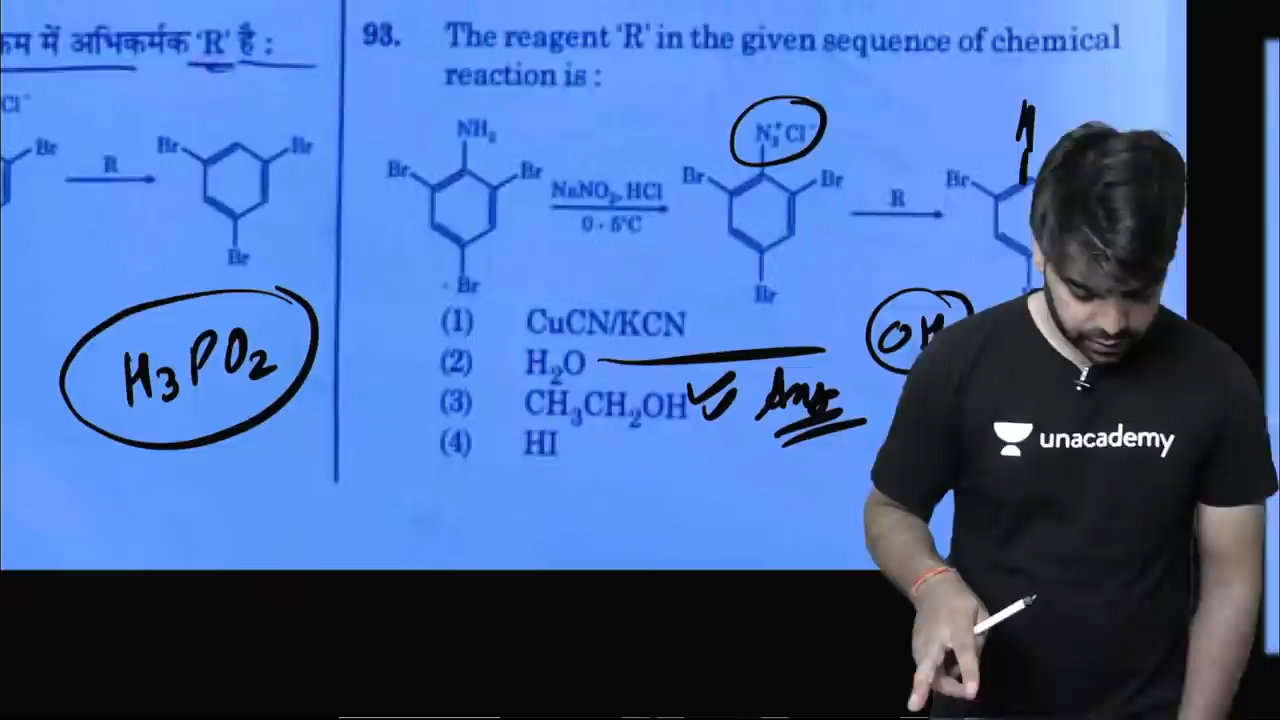 कम में अभिकर्मक 'R' है :
Cl⁻
Br
R
Br
Br
Br
H₃PO₂
93. The reagent 'R' in the given sequence of chemical
reaction is :
NH₂
Br
Br
Br
NaNO₂, HCl
0 - 5°C
N₂⁺Cl⁻
Br
Br
Br
R
Br
(1) CuCN/KCN
(2) H₂O
OH
(3) CH₃CH₂OH Ans
(4) HI
unacademy